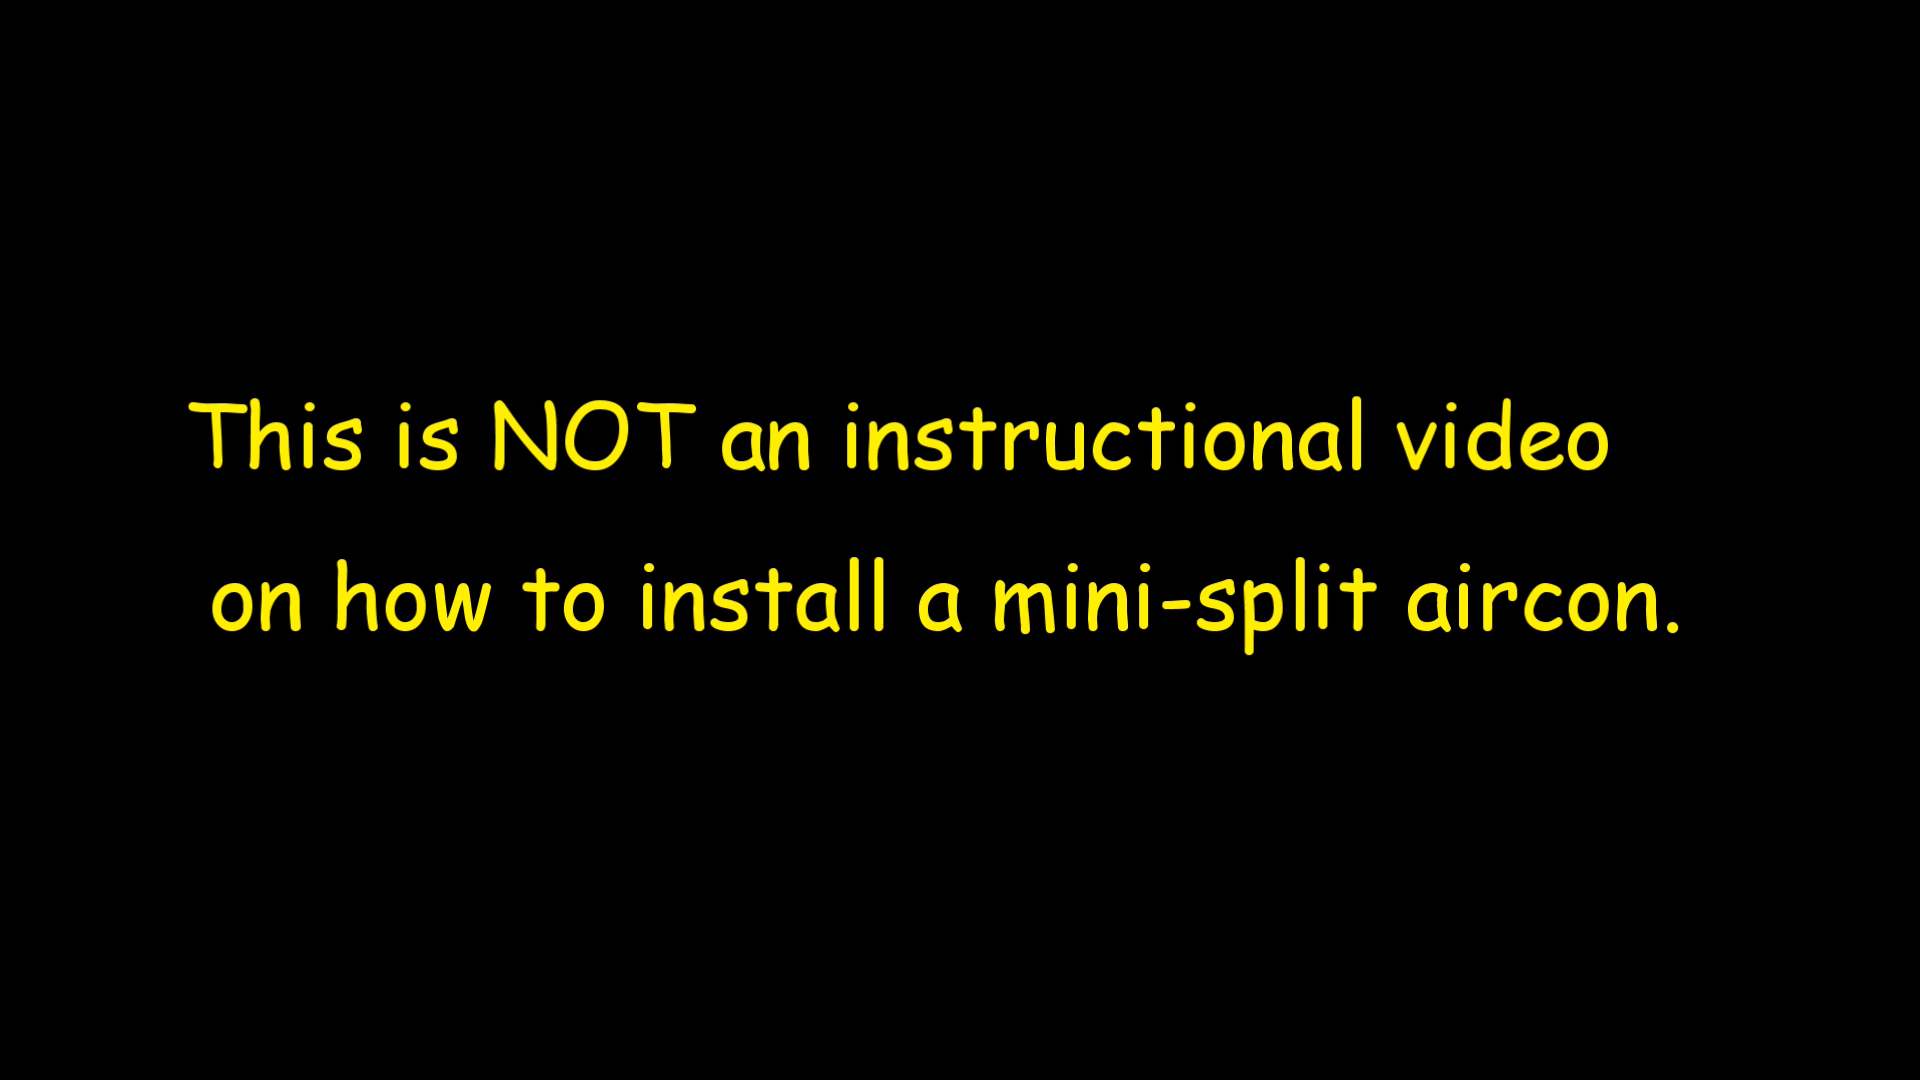 This is NOT an instructional video
on how to install a mini-split aircon.